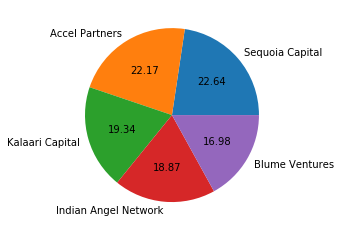 Accel Partners
Sequoia Capital
22.17
22.64
Kalaari Capital
19.34
16.98
Blume Ventures
18.87
Indian Angel Network